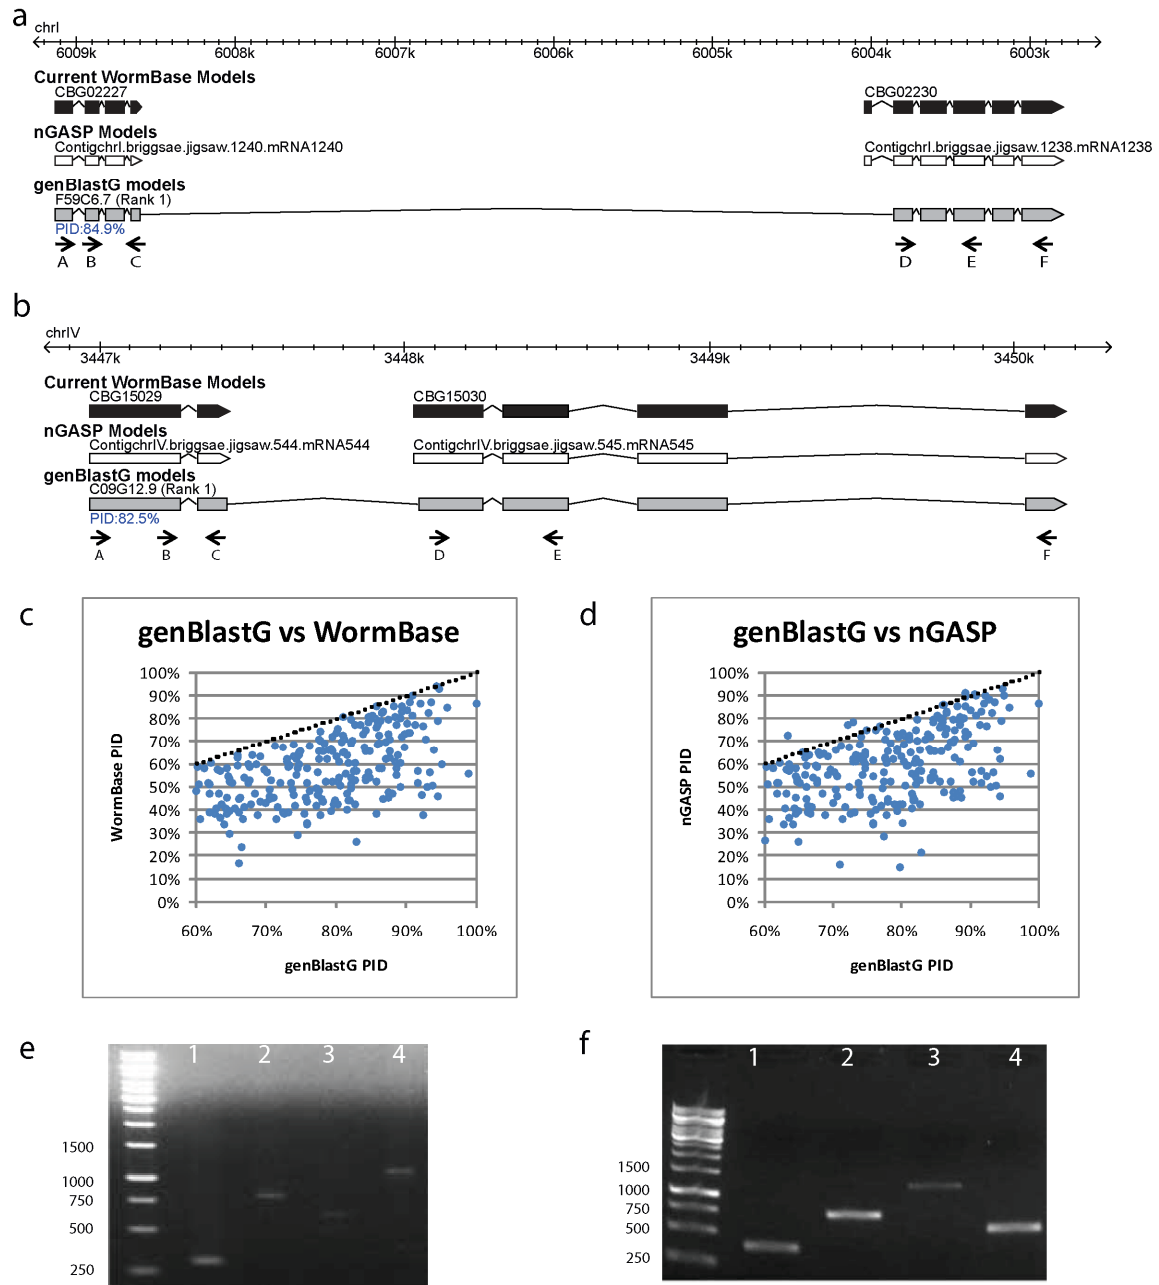 a
chrI
6009k 6008k 6007k 6006k 6005k 6004k 6003k
Current WormBase Models
CBG02227 CBG02230
nGASP Models
ContigchrI.briggsae.jigsaw.1240.mRNA1240 ContigchrI.briggsae.jigsaw.1238.mRNA1238
genBlastG models
F59C6.7 (Rank 1)
PID:84.9%
A B C D E F
b
chrIV
3447k 3448k 3449k 3450k
Current WormBase Models
CBG15029 CBG15030
nGASP Models
ContigchrIV.briggsae.jigsaw.544.mRNA544 ContigchrIV.briggsae.jigsaw.545.mRNA545
genBlastG models
C09G12.9 (Rank 1)
PID:82.5%
A B C D E F
c
genBlastG vs WormBase
WormBase PID
100%
90%
80%
70%
60%
50%
40%
30%
20%
10%
0%
60% 70% 80% 90% 100%
genBlastG PID
d
genBlastG vs nGASP
nGASP PID
100%
90%
80%
70%
60%
50%
40%
30%
20%
10%
0%
60% 70% 80% 90% 100%
genBlastG PID
e
1 2 3 4
1500
1000
750
500
250
f
1 2 3 4
1500
1000
750
500
250